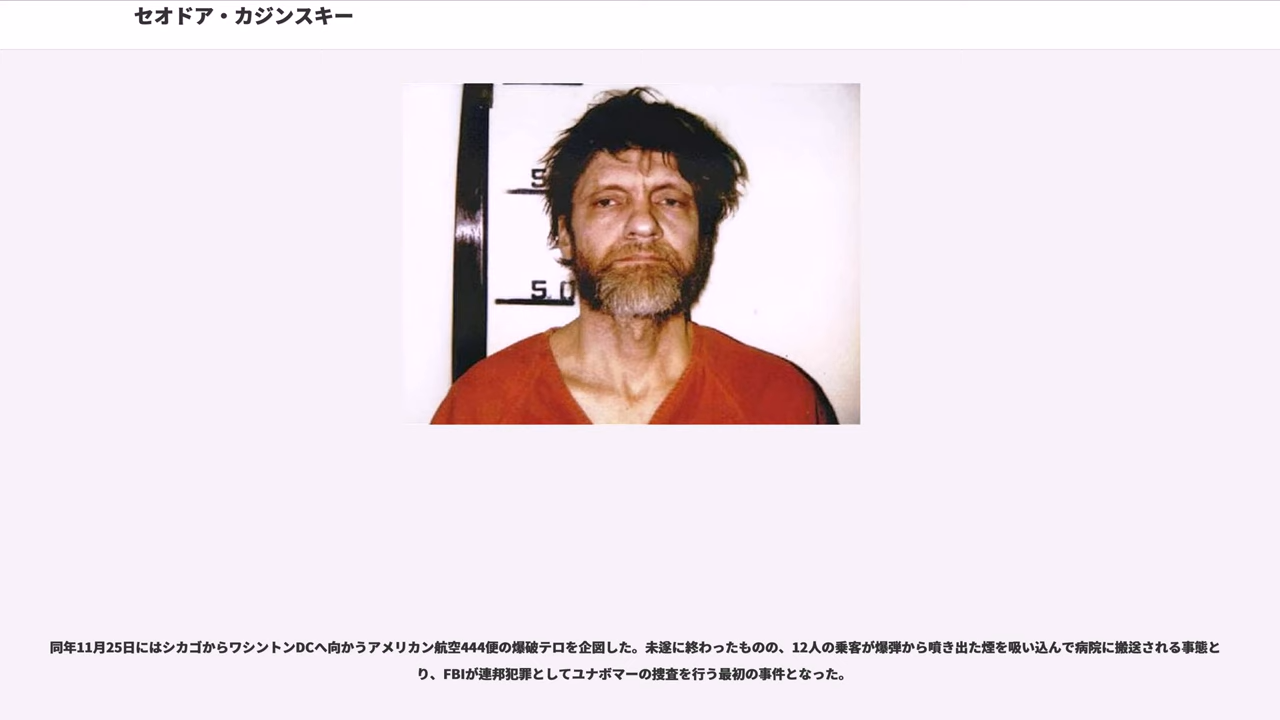 セオドア・カジンスキー
5
5 0
同年11月25日にはシカゴからワシントンDCへ向かうアメリカン航空444便の爆破テロを企図した。未遂に終わったものの、12人の乗客が爆弾から噴き出た煙を吸い込んで病院に搬送される事態と
り、FBIが連邦犯罪としてユナボマーの捜査を行う最初の事件となった。